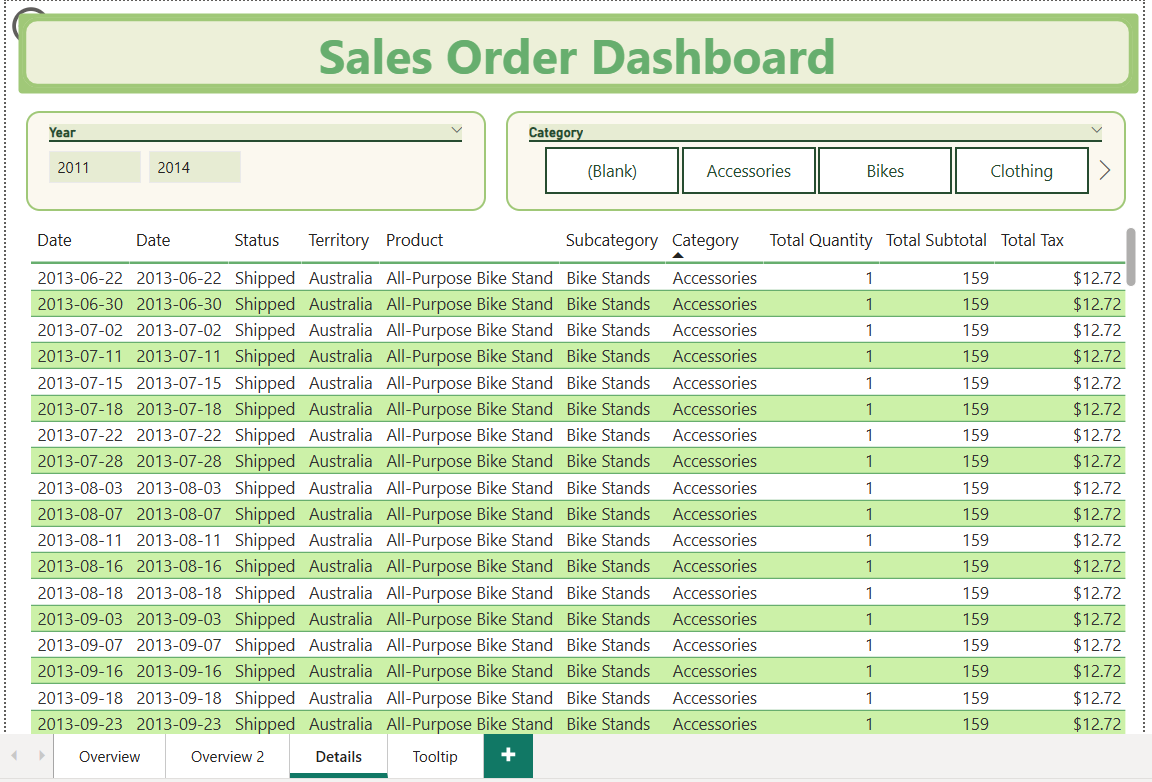 Sales Order Dashboard
Year
2011 2014
Category
(Blank) Accessories Bikes Clothing
Date Date Status Territory Product Subcategory Category Total Quantity Total Subtotal Total Tax
2013-06-22 2013-06-22 Shipped Australia All-Purpose Bike Stand Bike Stands Accessories 1 159 $12.72
2013-06-30 2013-06-30 Shipped Australia All-Purpose Bike Stand Bike Stands Accessories 1 159 $12.72
2013-07-02 2013-07-02 Shipped Australia All-Purpose Bike Stand Bike Stands Accessories 1 159 $12.72
2013-07-11 2013-07-11 Shipped Australia All-Purpose Bike Stand Bike Stands Accessories 1 159 $12.72
2013-07-15 2013-07-15 Shipped Australia All-Purpose Bike Stand Bike Stands Accessories 1 159 $12.72
2013-07-18 2013-07-18 Shipped Australia All-Purpose Bike Stand Bike Stands Accessories 1 159 $12.72
2013-07-22 2013-07-22 Shipped Australia All-Purpose Bike Stand Bike Stands Accessories 1 159 $12.72
2013-07-28 2013-07-28 Shipped Australia All-Purpose Bike Stand Bike Stands Accessories 1 159 $12.72
2013-08-03 2013-08-03 Shipped Australia All-Purpose Bike Stand Bike Stands Accessories 1 159 $12.72
2013-08-07 2013-08-07 Shipped Australia All-Purpose Bike Stand Bike Stands Accessories 1 159 $12.72
2013-08-11 2013-08-11 Shipped Australia All-Purpose Bike Stand Bike Stands Accessories 1 159 $12.72
2013-08-16 2013-08-16 Shipped Australia All-Purpose Bike Stand Bike Stands Accessories 1 159 $12.72
2013-08-18 2013-08-18 Shipped Australia All-Purpose Bike Stand Bike Stands Accessories 1 159 $12.72
2013-09-03 2013-09-03 Shipped Australia All-Purpose Bike Stand Bike Stands Accessories 1 159 $12.72
2013-09-07 2013-09-07 Shipped Australia All-Purpose Bike Stand Bike Stands Accessories 1 159 $12.72
2013-09-16 2013-09-16 Shipped Australia All-Purpose Bike Stand Bike Stands Accessories 1 159 $12.72
2013-09-18 2013-09-18 Shipped Australia All-Purpose Bike Stand Bike Stands Accessories 1 159 $12.72
2013-09-23 2013-09-23 Shipped Australia All-Purpose Bike Stand Bike Stands Accessories 1 159 $12.72
Overview Overview 2 Details Tooltip +